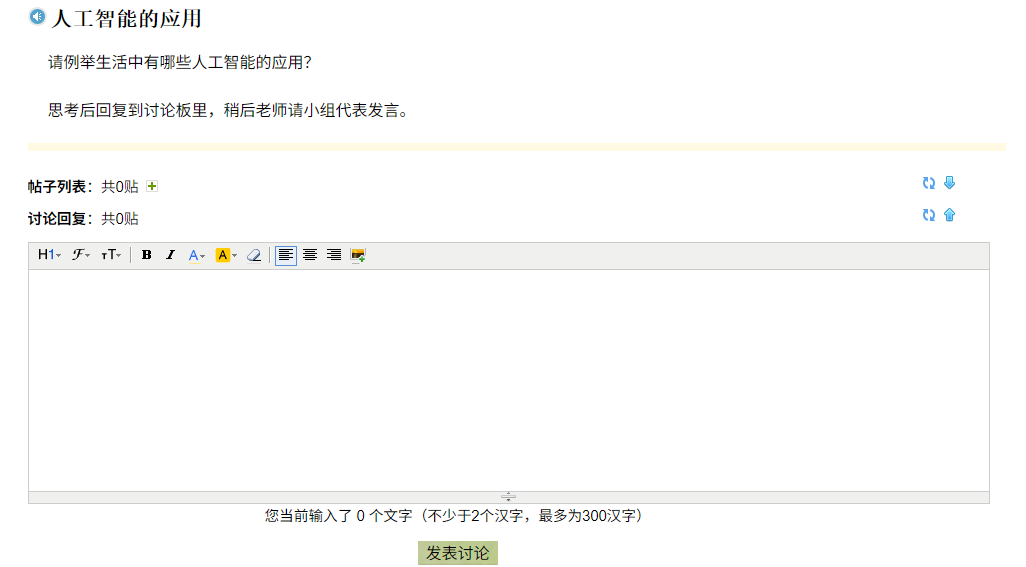 人工智能的应用
请例举生活中有哪些人工智能的应用？
思考后回复到讨论板里，稍后老师请小组代表发言。
帖子列表：共0贴
讨论回复：共0贴
H1 ℱ тT B I A A
您当前输入了 0 个文字（不少于2个汉字，最多为300汉字）
发表讨论